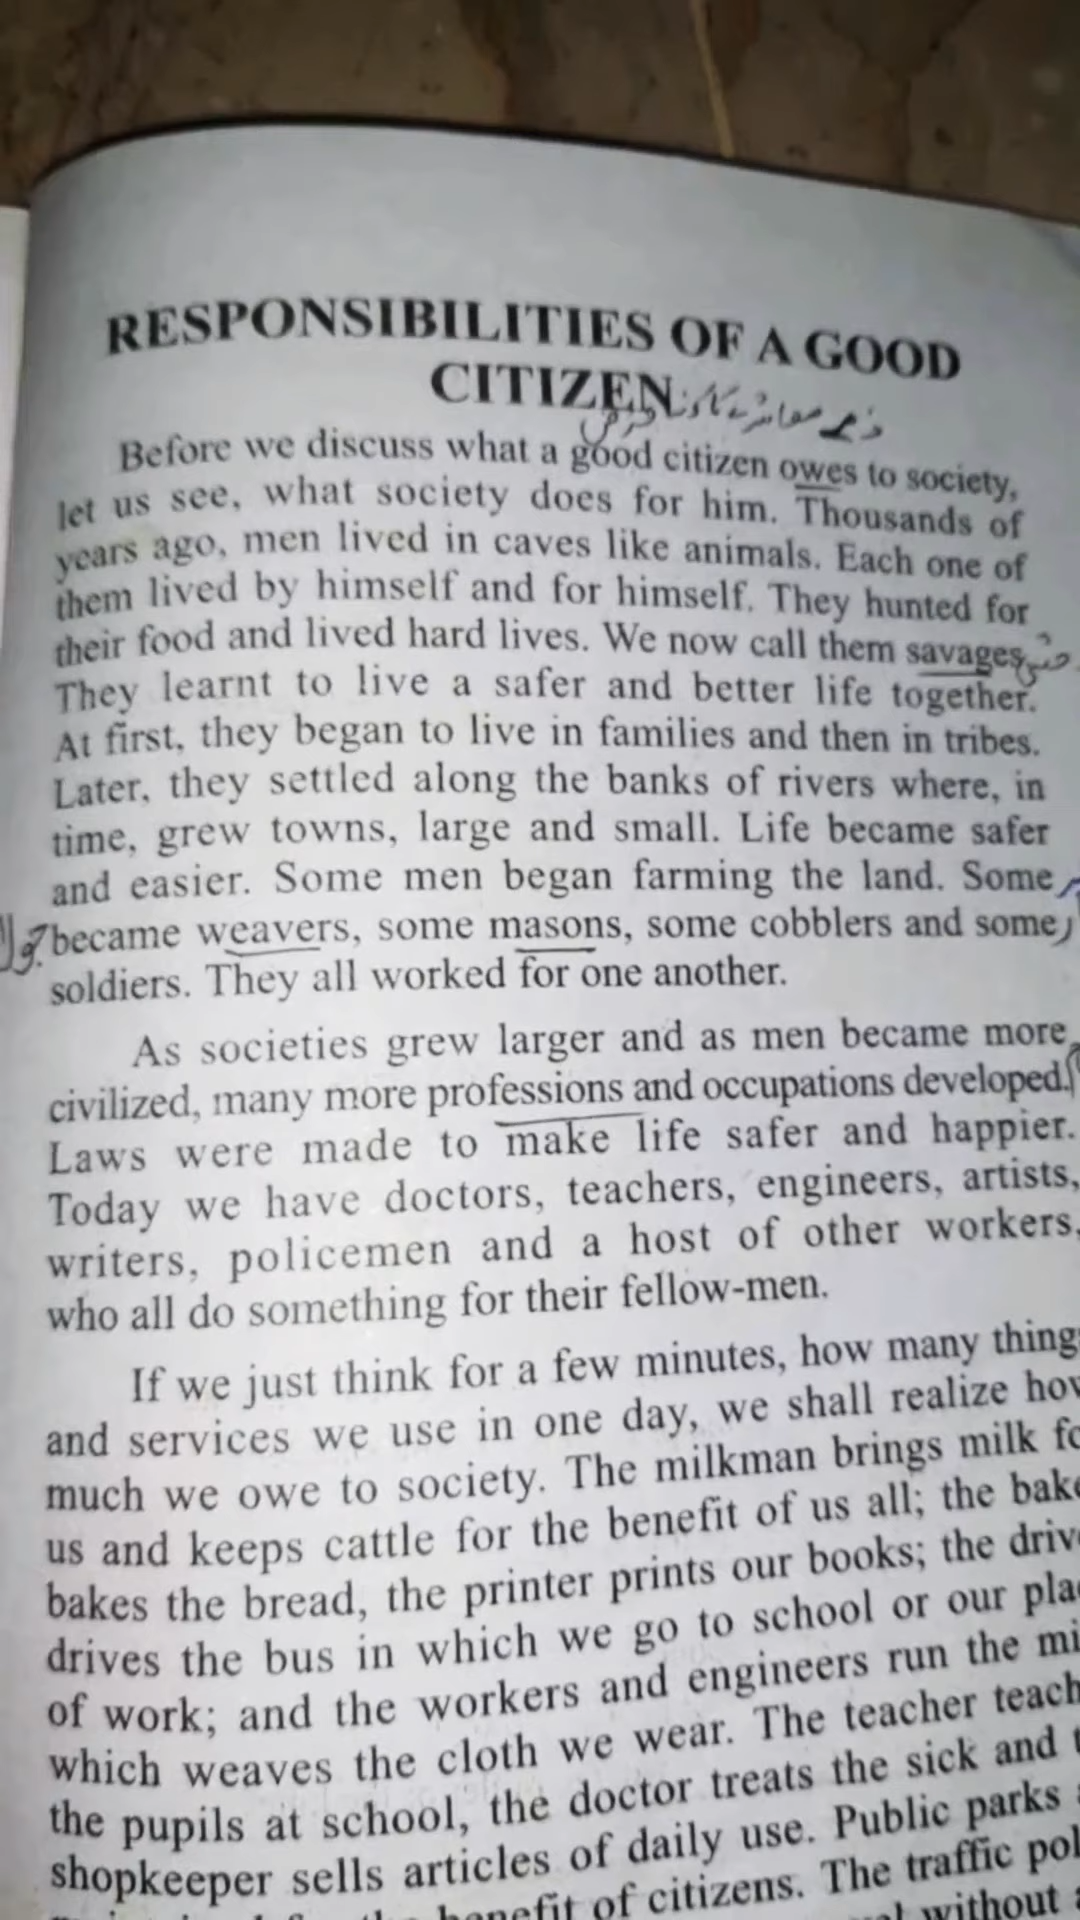 RESPONSIBILITIES OF A GOOD
CITIZEN
Before we discuss what a good citizen owes to society,
let us see, what society does for him. Thousands of
years ago, men lived in caves like animals. Each one of
them lived by himself and for himself. They hunted for
their food and lived hard lives. We now call them savages.
They learnt to live a safer and better life together.
At first, they began to live in families and then in tribes.
Later, they settled along the banks of rivers where, in
time, grew towns, large and small. Life became safer
and easier. Some men began farming the land. Some
became weavers, some masons, some cobblers and some
soldiers. They all worked for one another.
As societies grew larger and as men became more
civilized, many more professions and occupations developed.
Laws were made to make life safer and happier.
Today we have doctors, teachers, engineers, artists,
writers, policemen and a host of other workers,
who all do something for their fellow-men.
If we just think for a few minutes, how many thing
and services we use in one day, we shall realize how
much we owe to society. The milkman brings milk fo
us and keeps cattle for the benefit of us all; the bake
bakes the bread, the printer prints our books; the drive
drives the bus in which we go to school or our plac
of work; and the workers and engineers run the mi
which weaves the cloth we wear. The teacher teach
the pupils at school, the doctor treats the sick and t
shopkeeper sells articles of daily use. Public parks
benefit of citizens. The traffic pol
without